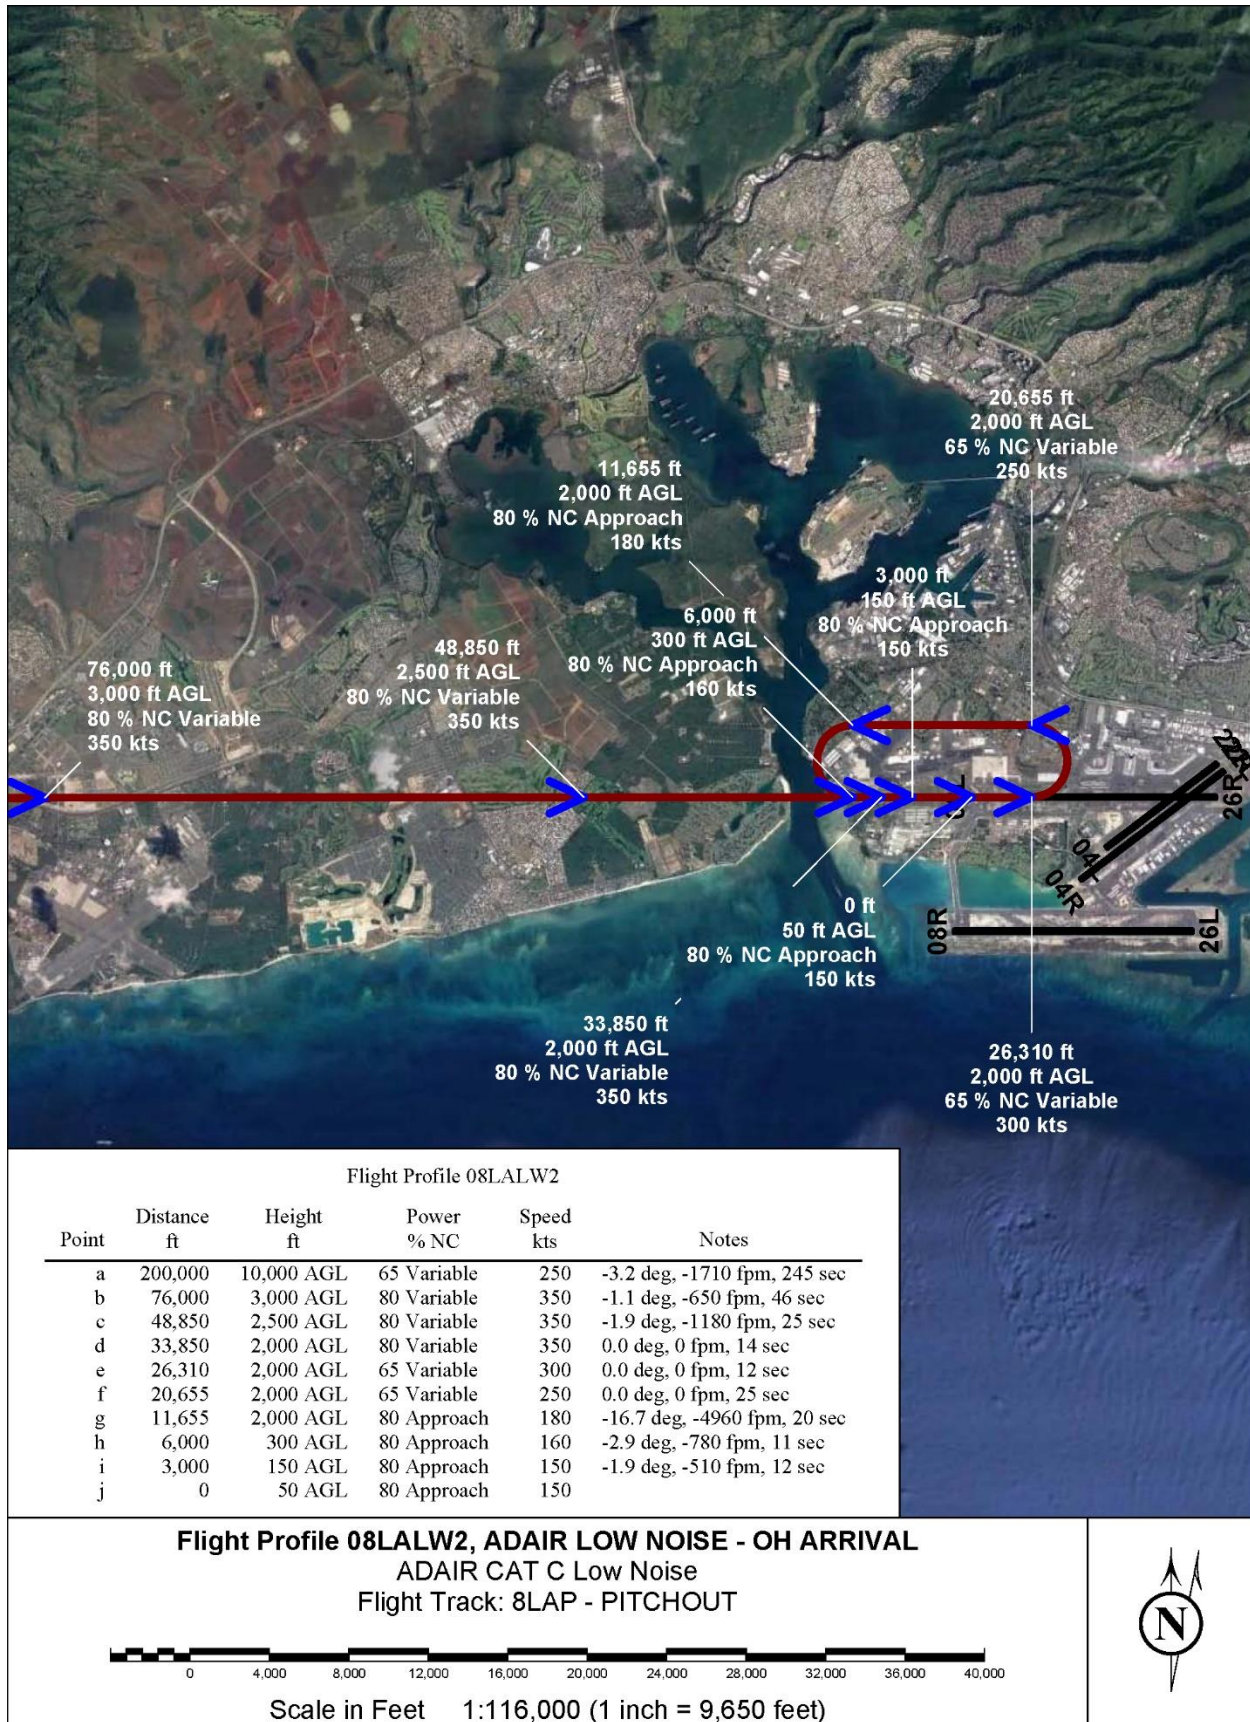 20,655 ft
2,000 ft AGL
65 % NC Variable
250 kts
11,655 ft
2,000 ft AGL
80 % NC Approach
180 kts
3,000 ft
150 ft AGL
80 % NC Approach
150 kts
6,000 ft
300 ft AGL
80 % NC Approach
160 kts
48,850 ft
2,500 ft AGL
80 % NC Variable
350 kts
76,000 ft
3,000 ft AGL
80 % NC Variable
350 kts
26R
04L
04R
08R
26L
0 ft
50 ft AGL
80 % NC Approach
150 kts
33,850 ft
2,000 ft AGL
80 % NC Variable
350 kts
26,310 ft
2,000 ft AGL
65 % NC Variable
300 kts
Flight Profile 08LALW2
Distance Height Power Speed
Point ft ft % NC kts Notes
a 200,000 10,000 AGL 65 Variable 250 -3.2 deg, -1710 fpm, 245 sec
b 76,000 3,000 AGL 80 Variable 350 -1.1 deg, -650 fpm, 46 sec
c 48,850 2,500 AGL 80 Variable 350 -1.9 deg, -1180 fpm, 25 sec
d 33,850 2,000 AGL 80 Variable 350 0.0 deg, 0 fpm, 14 sec
e 26,310 2,000 AGL 65 Variable 300 0.0 deg, 0 fpm, 12 sec
f 20,655 2,000 AGL 65 Variable 250 0.0 deg, 0 fpm, 25 sec
g 11,655 2,000 AGL 80 Approach 180 -16.7 deg, -4960 fpm, 20 sec
h 6,000 300 AGL 80 Approach 160 -2.9 deg, -780 fpm, 11 sec
i 3,000 150 AGL 80 Approach 150 -1.9 deg, -510 fpm, 12 sec
j 0 50 AGL 80 Approach 150
Flight Profile 08LALW2, ADAIR LOW NOISE - OH ARRIVAL
ADAIR CAT C Low Noise
Flight Track: 8LAP - PITCHOUT
0 4,000 8,000 12,000 16,000 20,000 24,000 28,000 32,000 36,000 40,000
Scale in Feet 1:116,000 (1 inch = 9,650 feet)
N